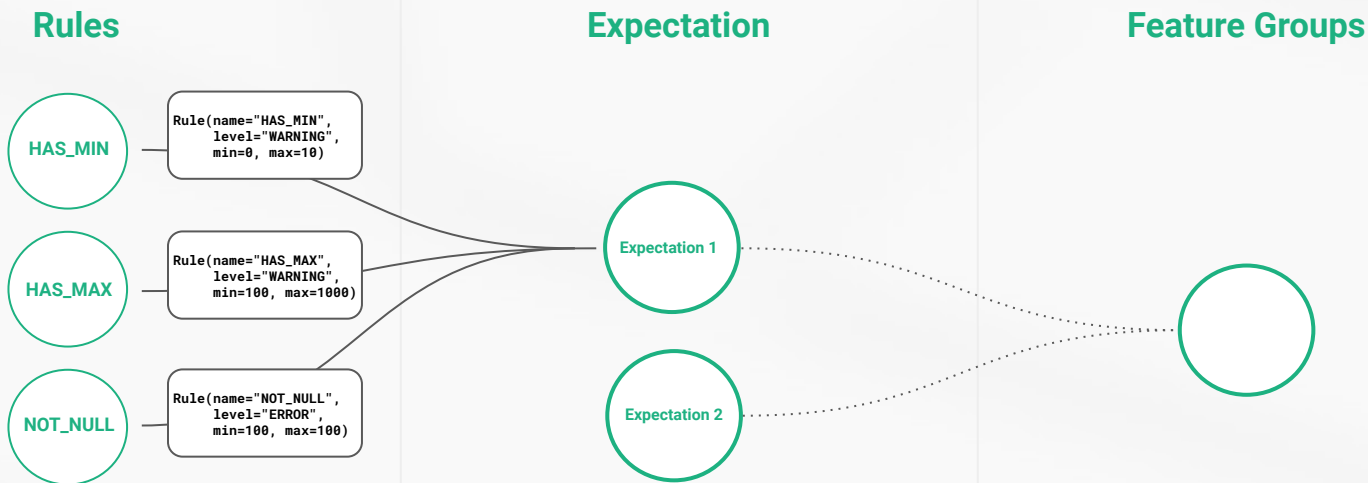 Rules
Expectation
Feature Groups
HAS_MIN
Rule(name="HAS_MIN",
level="WARNING",
min=0, max=10)
HAS_MAX
Rule(name="HAS_MAX",
level="WARNING",
min=100, max=1000)
NOT_NULL
Rule(name="NOT_NULL",
level="ERROR",
min=100, max=100)
Expectation 1
Expectation 2